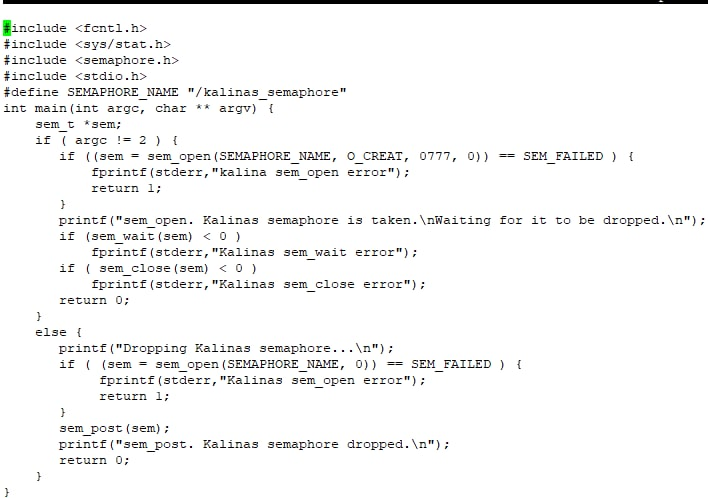 #include <fcntl.h>
#include <sys/stat.h>
#include <semaphore.h>
#include <stdio.h>
#define SEMAPHORE_NAME "/kalinas_semaphore"
int main(int argc, char ** argv) {
    sem_t *sem;
    if ( argc != 2 ) {
       if ((sem = sem_open(SEMAPHORE_NAME, O_CREAT, 0777, 0)) == SEM_FAILED ) {
           fprintf(stderr,"kalina sem_open error");
           return 1;
       }
       printf("sem_open. Kalinas semaphore is taken.\nWaiting for it to be dropped.\n");
       if (sem_wait(sem) < 0 )
           fprintf(stderr,"Kalinas sem_wait error");
       if ( sem_close(sem) < 0 )
           fprintf(stderr,"Kalinas sem_close error");
       return 0;
    }
    else {
       printf("Dropping Kalinas semaphore...\n");
       if ( (sem = sem_open(SEMAPHORE_NAME, 0)) == SEM_FAILED ) {
            fprintf(stderr,"Kalinas sem_open error");
            return 1;
       }
       sem_post(sem);
       printf("sem_post. Kalinas semaphore dropped.\n");
       return 0;
    }
}